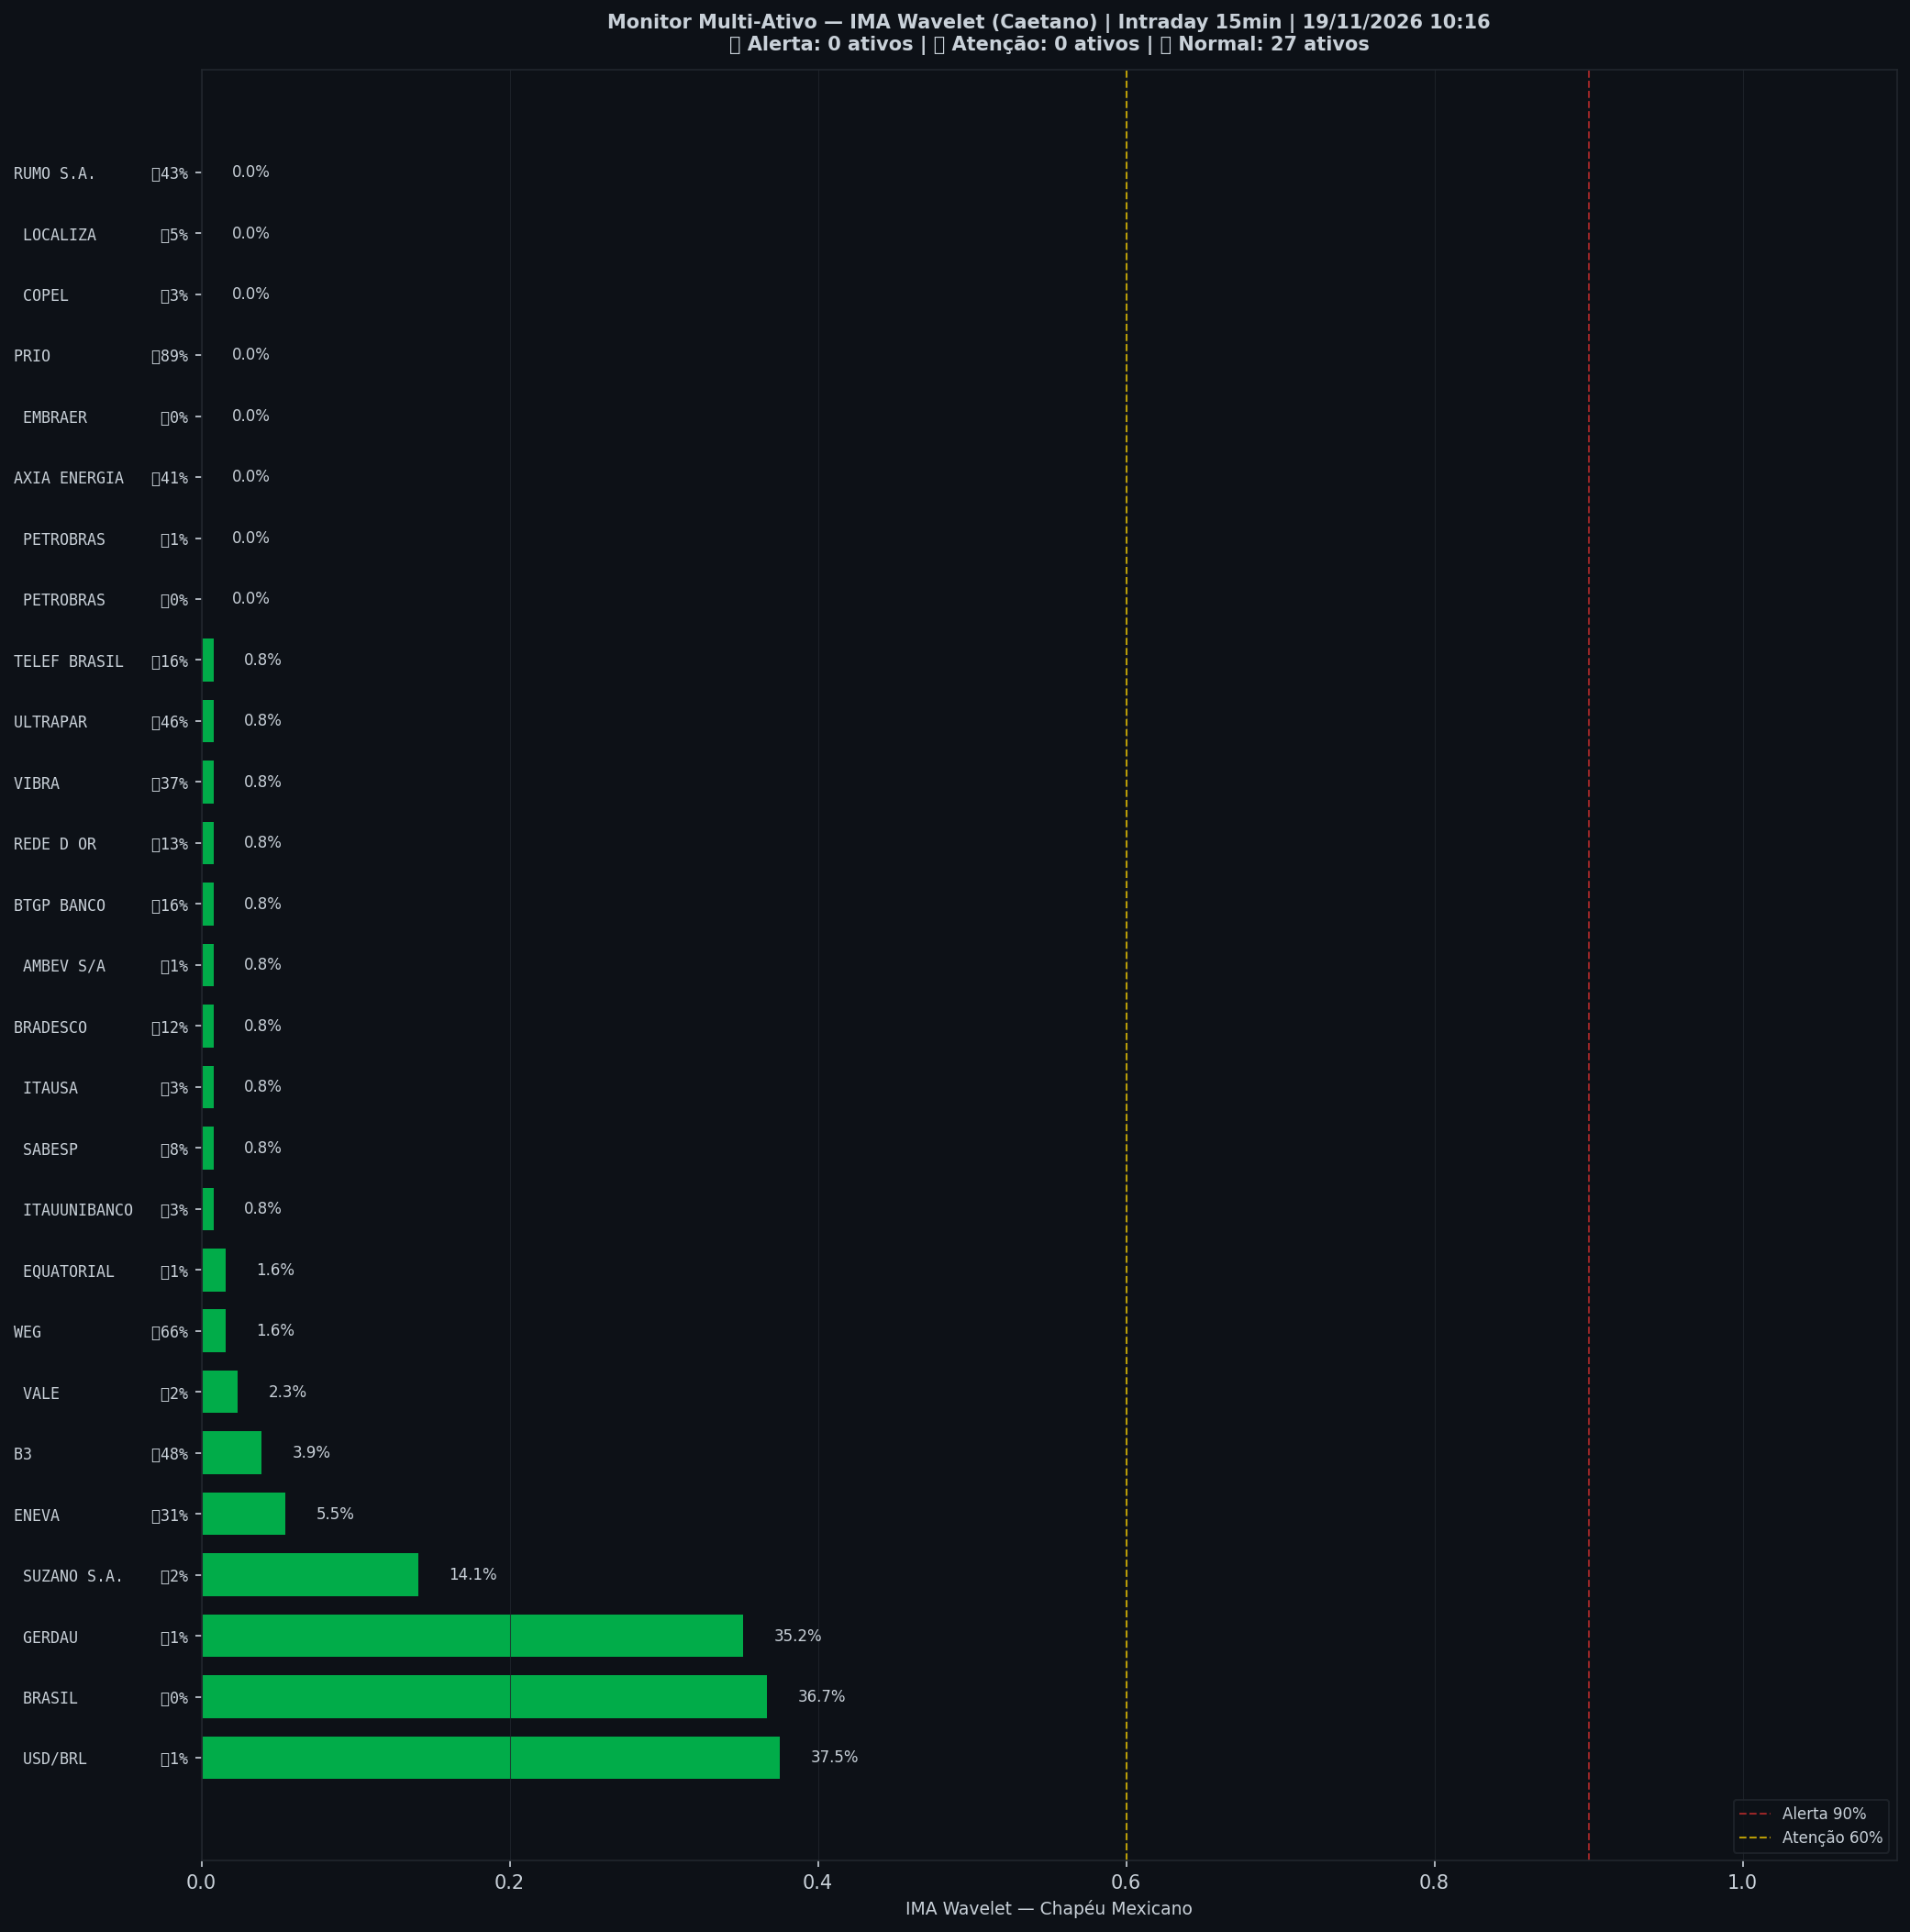 Monitor Multi-Ativo — IMA Wavelet (Caetano) | Intraday 15min | 19/11/2026 10:16
Alerta: 0 ativos | Atenção: 0 ativos | Normal: 27 ativos
RUMO S.A. 43% 0.0%
LOCALIZA 5% 0.0%
COPEL 3% 0.0%
PRIO 89% 0.0%
EMBRAER 0% 0.0%
AXIA ENERGIA 41% 0.0%
PETROBRAS 1% 0.0%
PETROBRAS 0% 0.0%
TELEF BRASIL 16% 0.8%
ULTRAPAR 46% 0.8%
VIBRA 37% 0.8%
REDE D OR 13% 0.8%
BTGP BANCO 16% 0.8%
AMBEV S/A 1% 0.8%
BRADESCO 12% 0.8%
ITAUSA 3% 0.8%
SABESP 8% 0.8%
ITAUUNIBANCO 3% 0.8%
EQUATORIAL 1% 1.6%
WEG 66% 1.6%
VALE 2% 2.3%
B3 48% 3.9%
ENEVA 31% 5.5%
SUZANO S.A. 2% 14.1%
GERDAU 1% 35.2%
BRASIL 0% 36.7%
USD/BRL 1% 37.5%
Alerta 90%
Atenção 60%
0.0 0.2 0.4 0.6 0.8 1.0
IMA Wavelet — Chapéu Mexicano